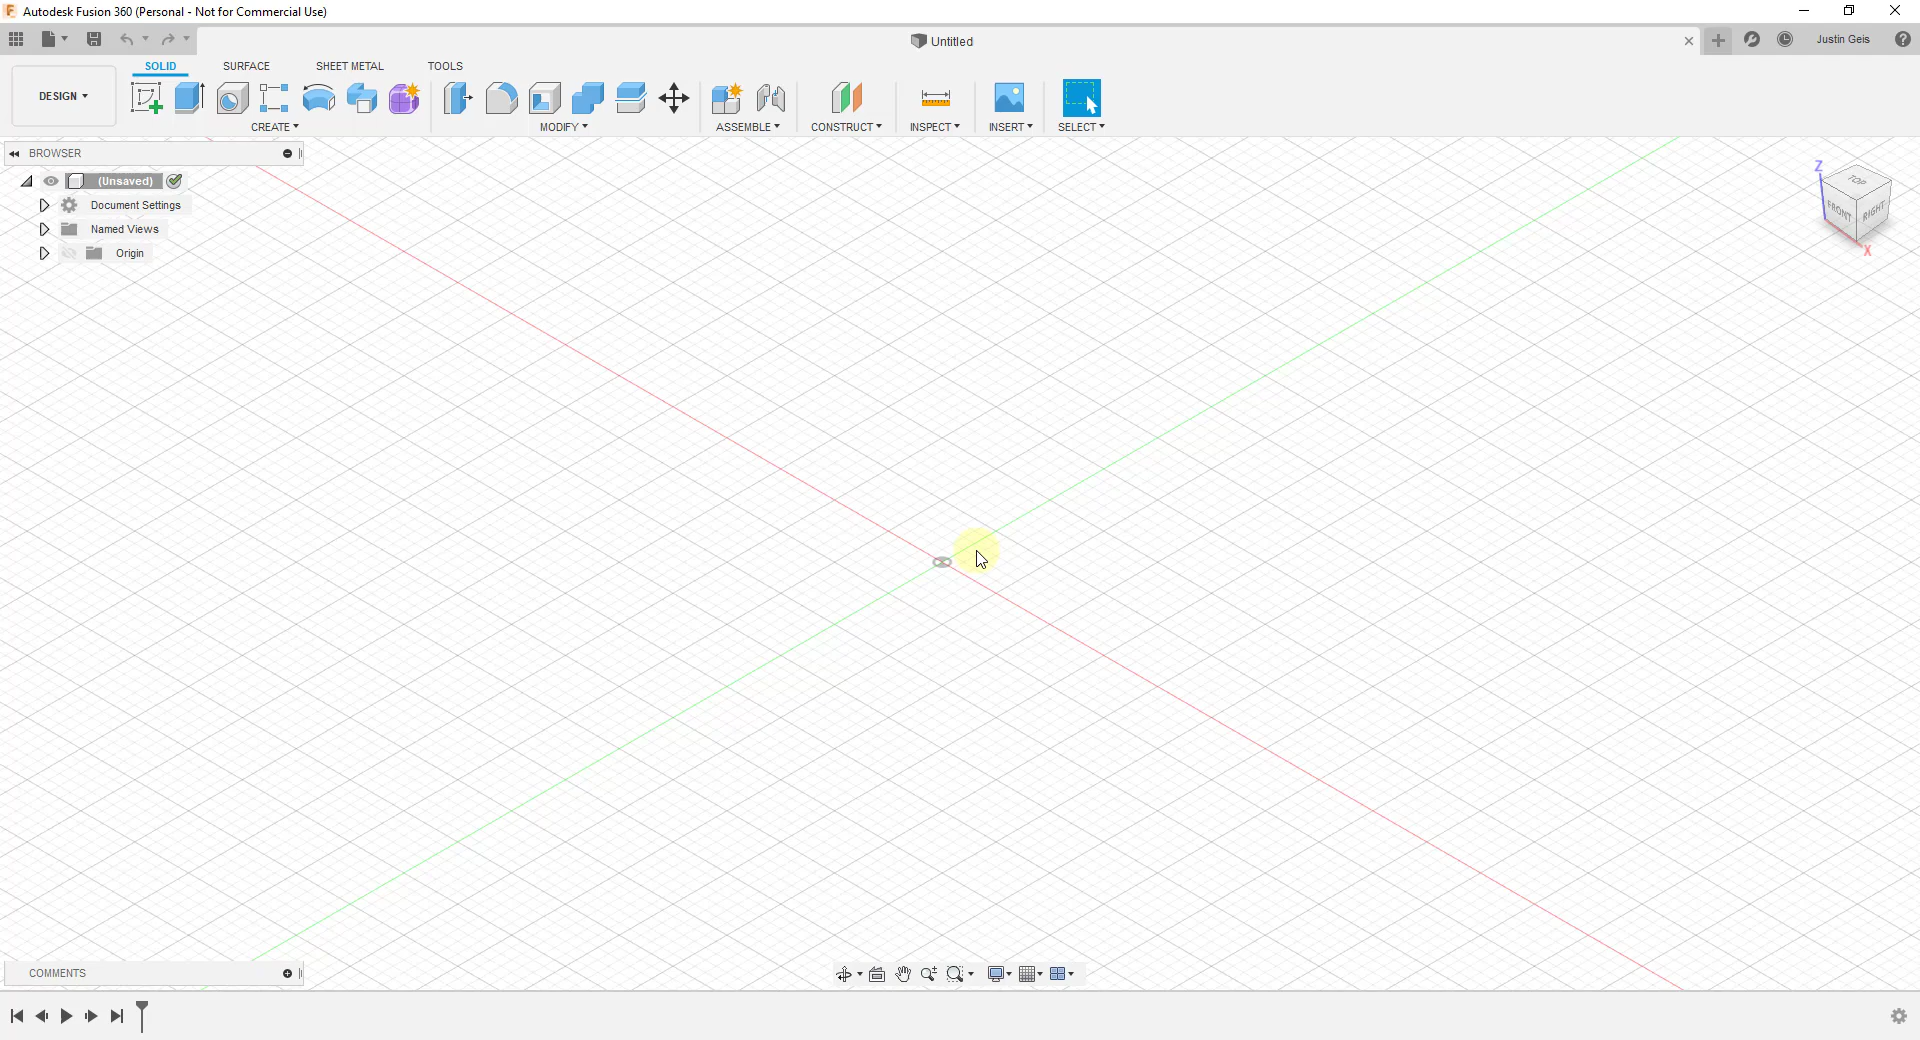 Autodesk Fusion 360 (Personal - Not for Commercial Use)
Untitled
Justin Geis
DESIGN
SOLID
SURFACE
SHEET METAL
TOOLS
CREATE
MODIFY
ASSEMBLE
CONSTRUCT
INSPECT
INSERT
SELECT
BROWSER
(Unsaved)
Document Settings
Named Views
Origin
Z
TOP
FRONT
RIGHT
X
COMMENTS